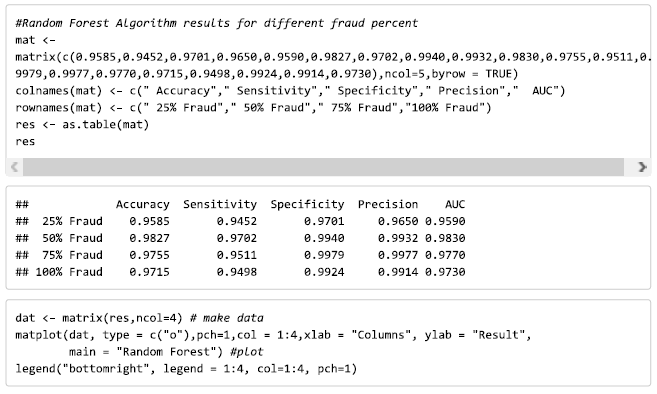 #Random Forest Algorithm results for different fraud percent
mat <-
matrix(c(0.9585,0.9452,0.9701,0.9650,0.9590,0.9827,0.9702,0.9940,0.9932,0.9830,0.9755,0.9511,0.
9979,0.9977,0.9770,0.9715,0.9498,0.9924,0.9914,0.9730),ncol=5,byrow = TRUE)
colnames(mat) <- c(" Accuracy"," Sensitivity"," Specificity"," Precision","  AUC")
rownames(mat) <- c(" 25% Fraud"," 50% Fraud"," 75% Fraud","100% Fraud")
res <- as.table(mat)
res
##             Accuracy  Sensitivity  Specificity  Precision    AUC
##  25% Fraud    0.9585       0.9452       0.9701     0.9650 0.9590
##  50% Fraud    0.9827       0.9702       0.9940     0.9932 0.9830
##  75% Fraud    0.9755       0.9511       0.9979     0.9977 0.9770
## 100% Fraud    0.9715       0.9498       0.9924     0.9914 0.9730
dat <- matrix(res,ncol=4) # make data
matplot(dat, type = c("o"),pch=1,col = 1:4,xlab = "Columns", ylab = "Result",
main = "Random Forest") #plot
legend("bottomright", legend = 1:4, col=1:4, pch=1)